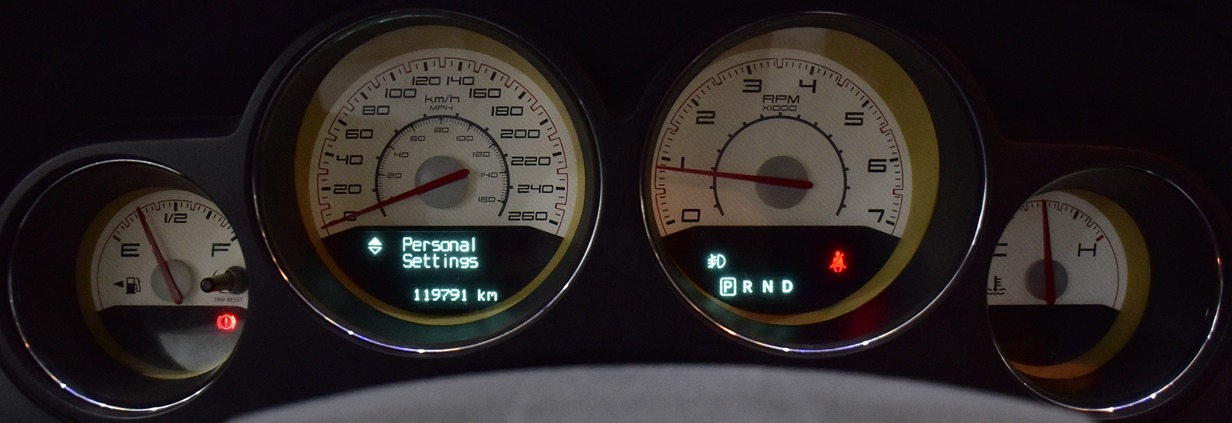 1/2
E F
TRIP RESET
0 20 40 60 80 100 120 140 160 180 200 220 240 260
km/h
MPH
20 40 60 80 100 120 140 160
Personal
Settings
119791 km
0 1 2 3 4 5 6 7
RPM
X1000
P R N D
C H